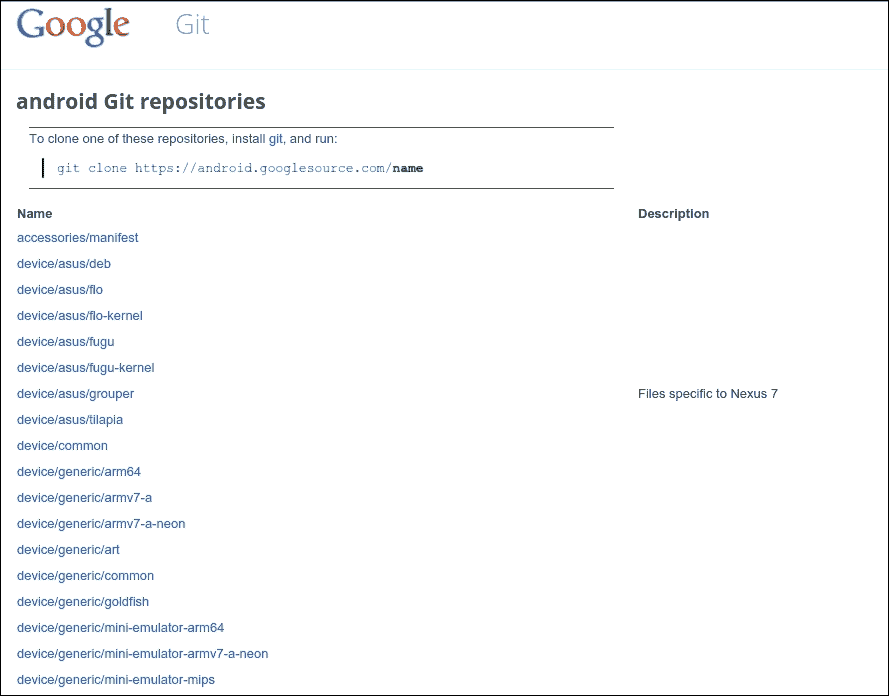 Google Git
android Git repositories
To clone one of these repositories, install git, and run:
git clone https://android.googlesource.com/name
Name Description
accessories/manifest
device/asus/deb
device/asus/flo
device/asus/flo-kernel
device/asus/fugu
device/asus/fugu-kernel
device/asus/grouper Files specific to Nexus 7
device/asus/tilapia
device/common
device/generic/arm64
device/generic/armv7-a
device/generic/armv7-a-neon
device/generic/art
device/generic/common
device/generic/goldfish
device/generic/mini-emulator-arm64
device/generic/mini-emulator-armv7-a-neon
device/generic/mini-emulator-mips